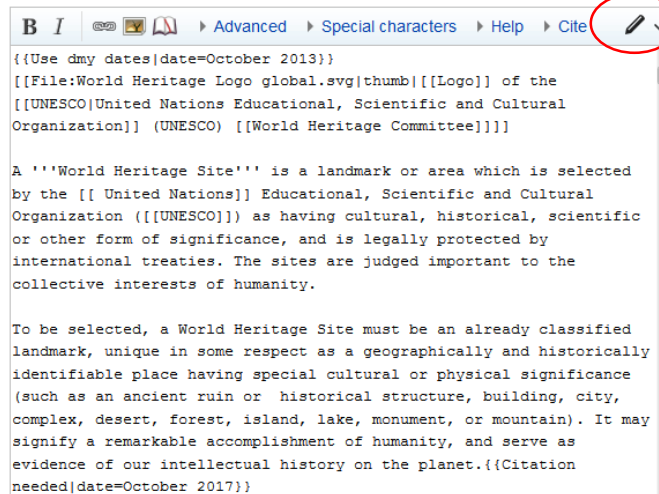 B I Advanced Special characters Help Cite
{{Use dmy dates|date=October 2013}}
[[File:World Heritage Logo global.svg|thumb|[[Logo]] of the
[[UNESCO|United Nations Educational, Scientific and Cultural
Organization]] (UNESCO) [[World Heritage Committee]]]]
A '''World Heritage Site''' is a landmark or area which is selected
by the [[ United Nations]] Educational, Scientific and Cultural
Organization ([[UNESCO]]) as having cultural, historical, scientific
or other form of significance, and is legally protected by
international treaties. The sites are judged important to the
collective interests of humanity.
To be selected, a World Heritage Site must be an already classified
landmark, unique in some respect as a geographically and historically
identifiable place having special cultural or physical significance
(such as an ancient ruin or  historical structure, building, city,
complex, desert, forest, island, lake, monument, or mountain). It may
signify a remarkable accomplishment of humanity, and serve as
evidence of our intellectual history on the planet.{{Citation
needed|date=October 2017}}